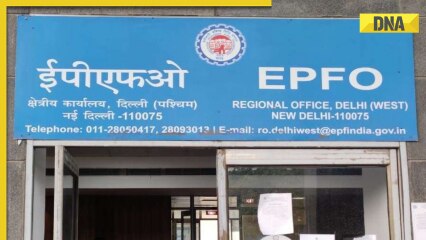 DNA
ईपीएफओ
EPFO
क्षेत्रीय कार्यालय, दिल्ली (पश्चिम)
नई दिल्ली -110075
REGIONAL OFFICE, DELHI (WEST)
NEW DELHI-110075
Telephone: 011-28050417, 28093013 I E-mail: ro.delhiwest@epfindia.gov.in